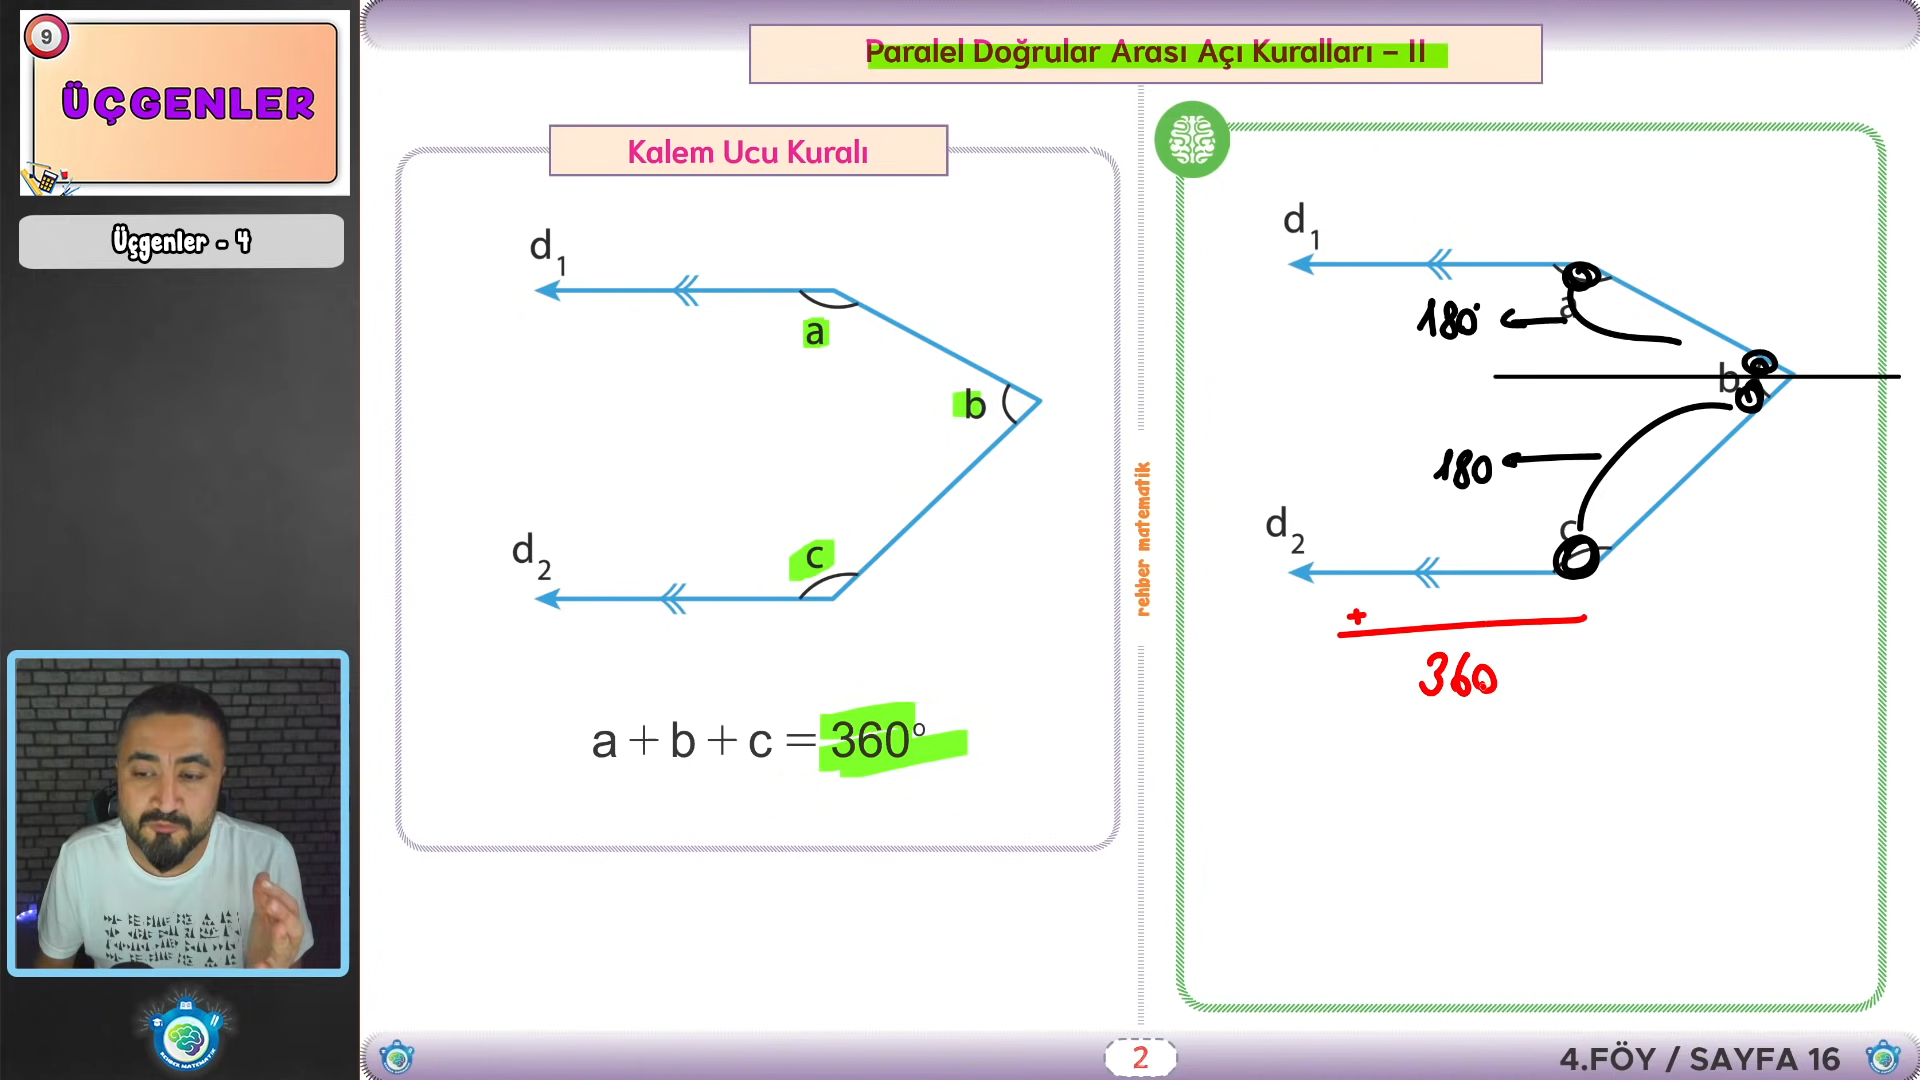 9
ÜÇGENLER
Üçgenler - 4
Paralel Doğrular Arası Açı Kuralları – II
Kalem Ucu Kuralı
d1
a
b
c
d2
a + b + c = 360°
rehber matematik
d1
a
180°
b
180
c
d2
+
360
2
4.FÖY / SAYFA 16